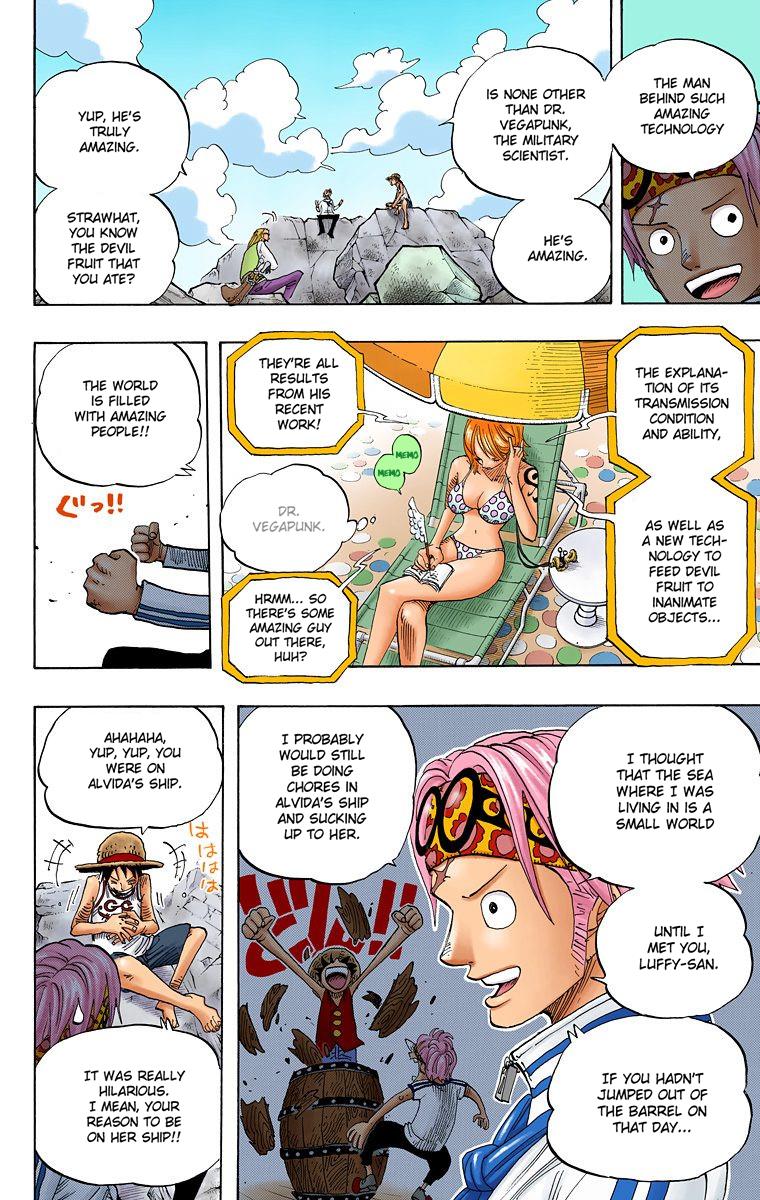 THE MAN
BEHIND SUCH
AMAZING
TECHNOLOGY
IS NONE OTHER
THAN DR.
VEGAPUNK,
THE MILITARY
SCIENTIST.
HE'S
AMAZING.
YUP, HE'S
TRULY
AMAZING.
STRAWHAT,
YOU KNOW
THE DEVIL
FRUIT THAT
YOU ATE?
THE EXPLANA-
TION OF ITS
TRANSMISSION
CONDITION
AND ABILITY,
AS WELL AS
A NEW TECH-
NOLOGY TO
FEED DEVIL
FRUIT TO
INANIMATE
OBJECTS...
THEY'RE ALL
RESULTS
FROM HIS
RECENT
WORK!
MEMO
MEMO
DR.
VEGAPUNK.
HRMM... SO
THERE'S SOME
AMAZING GUY
OUT THERE,
HUH?
THE WORLD
IS FILLED
WITH AMAZING
PEOPLE!!
ぐっ!!
I THOUGHT
THAT THE SEA
WHERE I WAS
LIVING IN IS A
SMALL WORLD
UNTIL I
MET YOU,
LUFFY-SAN.
IF YOU HADN'T
JUMPED OUT OF
THE BARREL ON
THAT DAY...
I PROBABLY
WOULD STILL
BE DOING
CHORES IN
ALVIDA'S SHIP
AND SUCKING
UP TO HER.
AHAHAHA,
YUP, YUP, YOU
WERE ON
ALVIDA'S SHIP.
はははは
IT WAS REALLY
HILARIOUS.
I MEAN, YOUR
REASON TO BE
ON HER SHIP!!